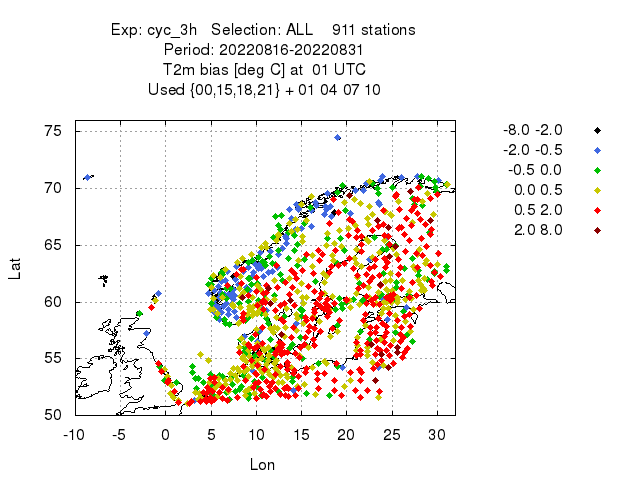 Exp: cyc_3h   Selection: ALL    911 stations
Period: 20220816-20220831
T2m bias [deg C] at  01 UTC
Used {00,15,18,21} + 01 04 07 10
-8.0 -2.0
-2.0 -0.5
-0.5 0.0
0.0 0.5
0.5 2.0
2.0 8.0
Lat
75
70
65
60
55
50
-10 -5 0 5 10 15 20 25 30
Lon